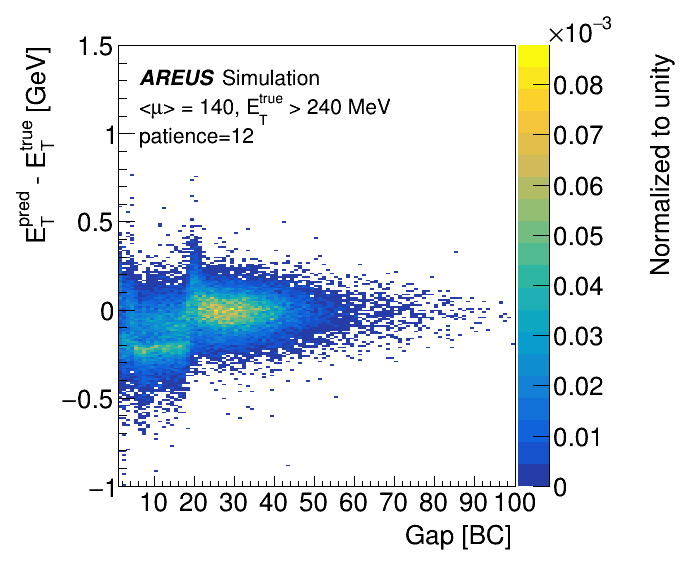 ×10⁻³
E_T^pred - E_T^true [GeV]
1.5
1
0.5
0
−0.5
−1
AREUS Simulation
<μ> = 140, E_T^true > 240 MeV
patience=12
10 20 30 40 50 60 70 80 90 100
Gap [BC]
0.08
0.07
0.06
0.05
0.04
0.03
0.02
0.01
0
Normalized to unity